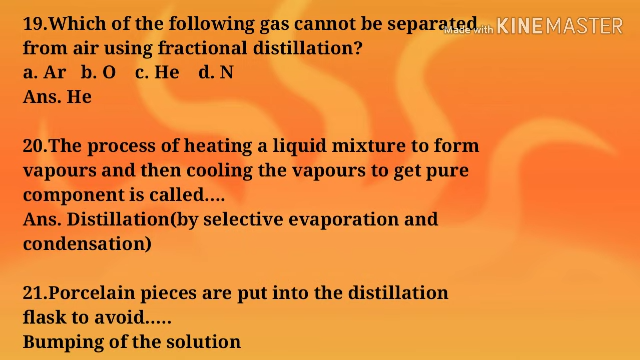 19.Which of the following gas cannot be separated
Made with KINEMASTER
from air using fractional distillation?
a. Ar b. O c. He d. N
Ans. He
20.The process of heating a liquid mixture to form
vapours and then cooling the vapours to get pure
component is called....
Ans. Distillation(by selective evaporation and
condensation)
21.Porcelain pieces are put into the distillation
flask to avoid.....
Bumping of the solution